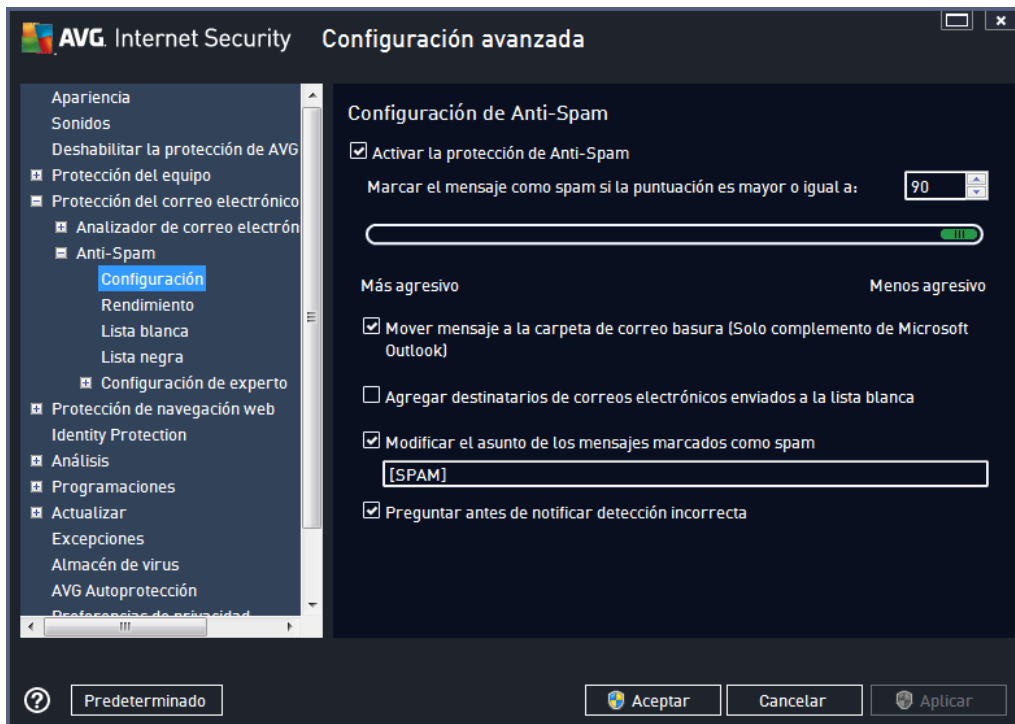 AVG. Internet Security
Configuración avanzada
Apariencia
Sonidos
Deshabilitar la protección de AVG
Protección del equipo
Protección del correo electrónico
Analizador de correo electrón
Anti-Spam
Configuración
Rendimiento
Lista blanca
Lista negra
Configuración de experto
Protección de navegación web
Identity Protection
Análisis
Programaciones
Actualizar
Excepciones
Almacén de virus
AVG Autoprotección
Preferencias de privacidad
Configuración de Anti-Spam
Activar la protección de Anti-Spam
Marcar el mensaje como spam si la puntuación es mayor o igual a: 90
Más agresivo Menos agresivo
Mover mensaje a la carpeta de correo basura (Solo complemento de Microsoft
Outlook)
Agregar destinatarios de correos electrónicos enviados a la lista blanca
Modificar el asunto de los mensajes marcados como spam
[SPAM]
Preguntar antes de notificar detección incorrecta
? Predeterminado Aceptar Cancelar Aplicar